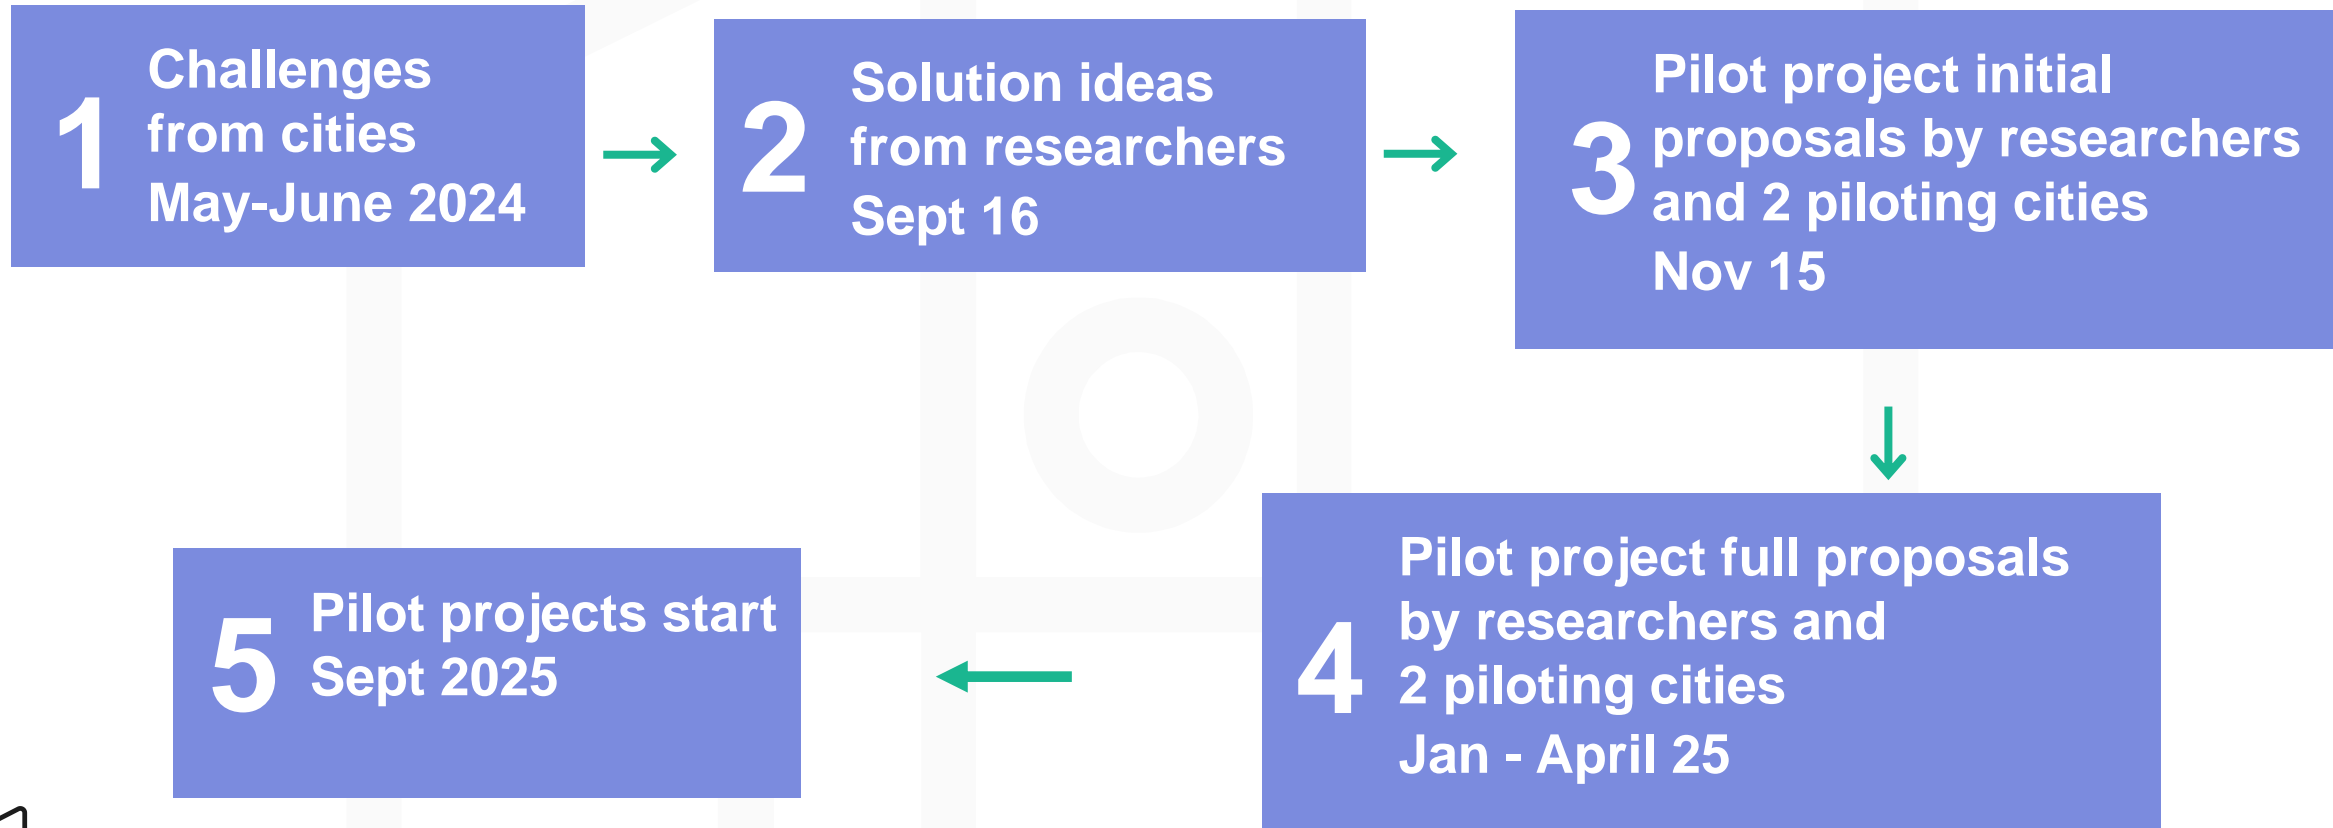 1
Challenges
from cities
May-June 2024
2
Solution ideas
from researchers
Sept 16
3
Pilot project initial
proposals by researchers
and 2 piloting cities
Nov 15
4
Pilot project full proposals
by researchers and
2 piloting cities
Jan - April 25
5
Pilot projects start
Sept 2025